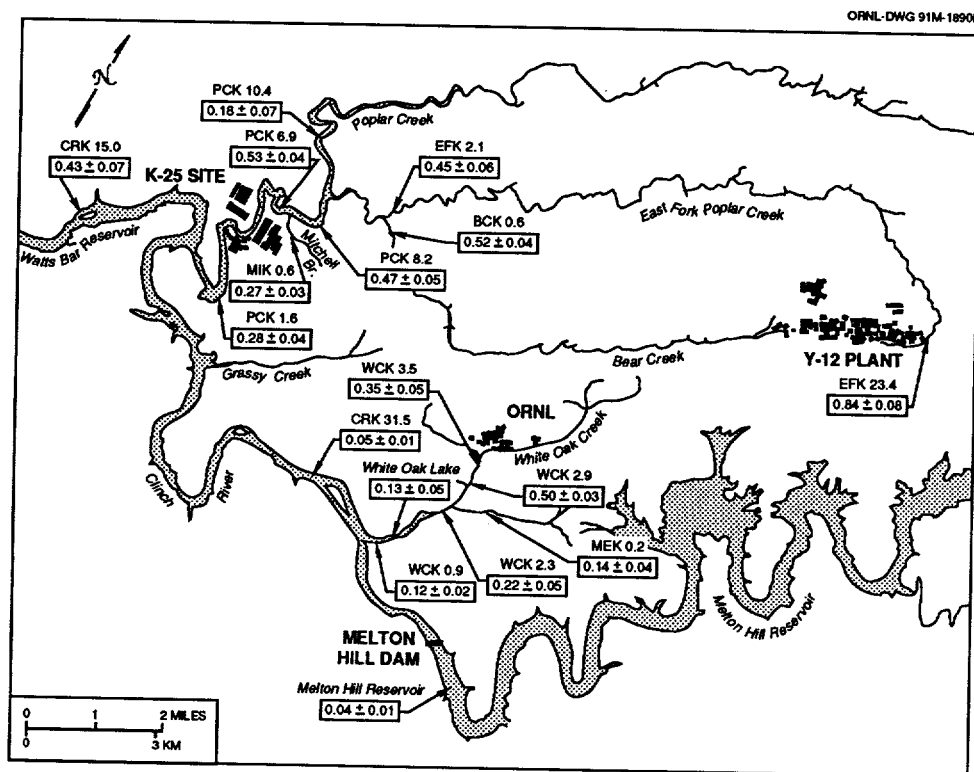 ORNL-DWG 91M-1890
N
PCK 10.4
0.18 ± 0.07
Poplar Creek
PCK 6.9
0.53 ± 0.04
CRK 15.0
0.43 ± 0.07
K-25 SITE
EFK 2.1
0.45 ± 0.06
East Fork Poplar Creek
BCK 0.6
0.52 ± 0.04
Watts Bar Reservoir
Mitchell
Br.
MIK 0.6
0.27 ± 0.03
PCK 8.2
0.47 ± 0.05
PCK 1.6
0.28 ± 0.04
Grassy Creek
Bear Creek
Y-12 PLANT
EFK 23.4
0.84 ± 0.08
WCK 3.5
0.35 ± 0.05
ORNL
White Oak Creek
CRK 31.5
0.05 ± 0.01
White Oak Lake
0.13 ± 0.05
WCK 2.9
0.50 ± 0.03
Clinch
River
MEK 0.2
0.14 ± 0.04
WCK 0.9
0.12 ± 0.02
WCK 2.3
0.22 ± 0.05
Melton Hill Reservoir
MELTON
HILL DAM
Melton Hill Reservoir
0.04 ± 0.01
0 1 2 MILES
0 3 KM